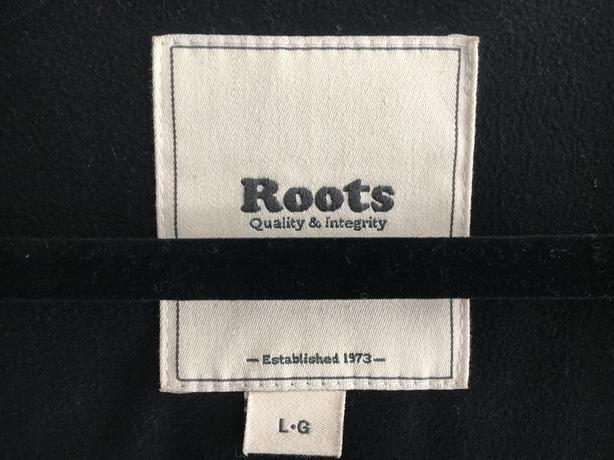 Roots
Quality & Integrity
— Established 1973 —
L•G